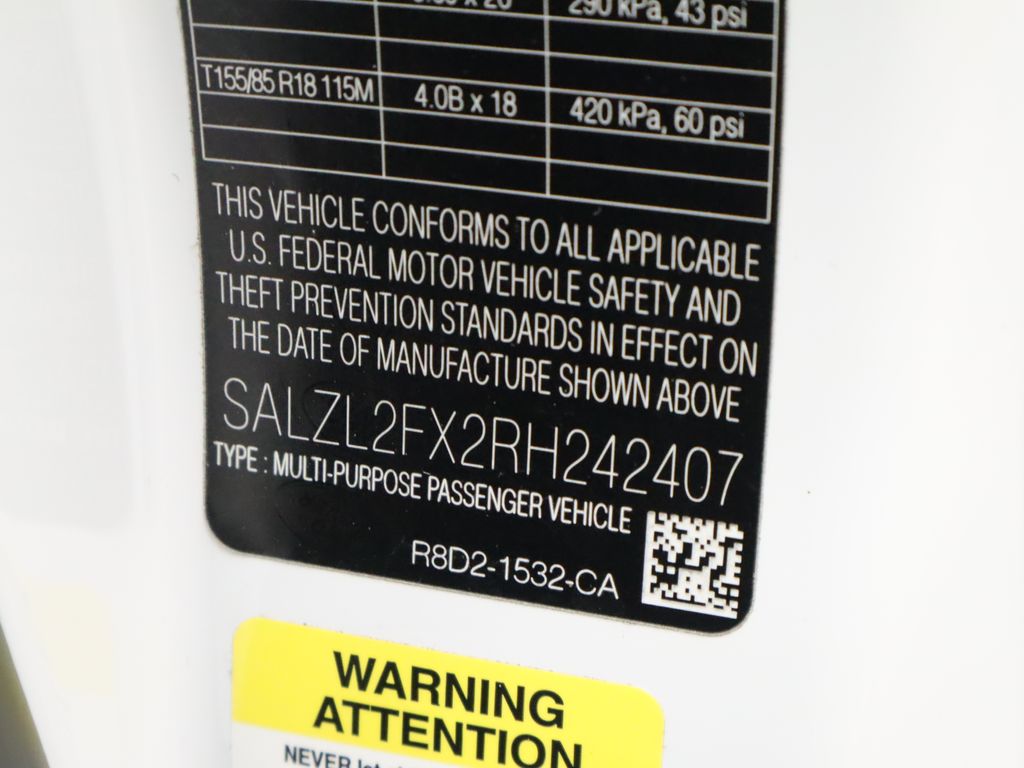 290 kPa, 43 psi
T155/85 R18 115M 4.0B x 18 420 kPa, 60 psi
THIS VEHICLE CONFORMS TO ALL APPLICABLE
U.S. FEDERAL MOTOR VEHICLE SAFETY AND
THEFT PREVENTION STANDARDS IN EFFECT ON
THE DATE OF MANUFACTURE SHOWN ABOVE
SALZL2FX2RH242407
TYPE : MULTI-PURPOSE PASSENGER VEHICLE
R8D2-1532-CA
WARNING
ATTENTION
NEVER